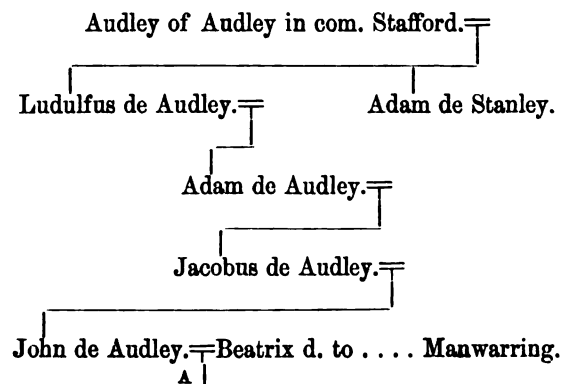 Audley of Audley in com. Stafford.
Ludulfus de Audley. Adam de Stanley.
Adam de Audley.
Jacobus de Audley.
John de Audley. Beatrix d. to . . . . Manwarring.
A